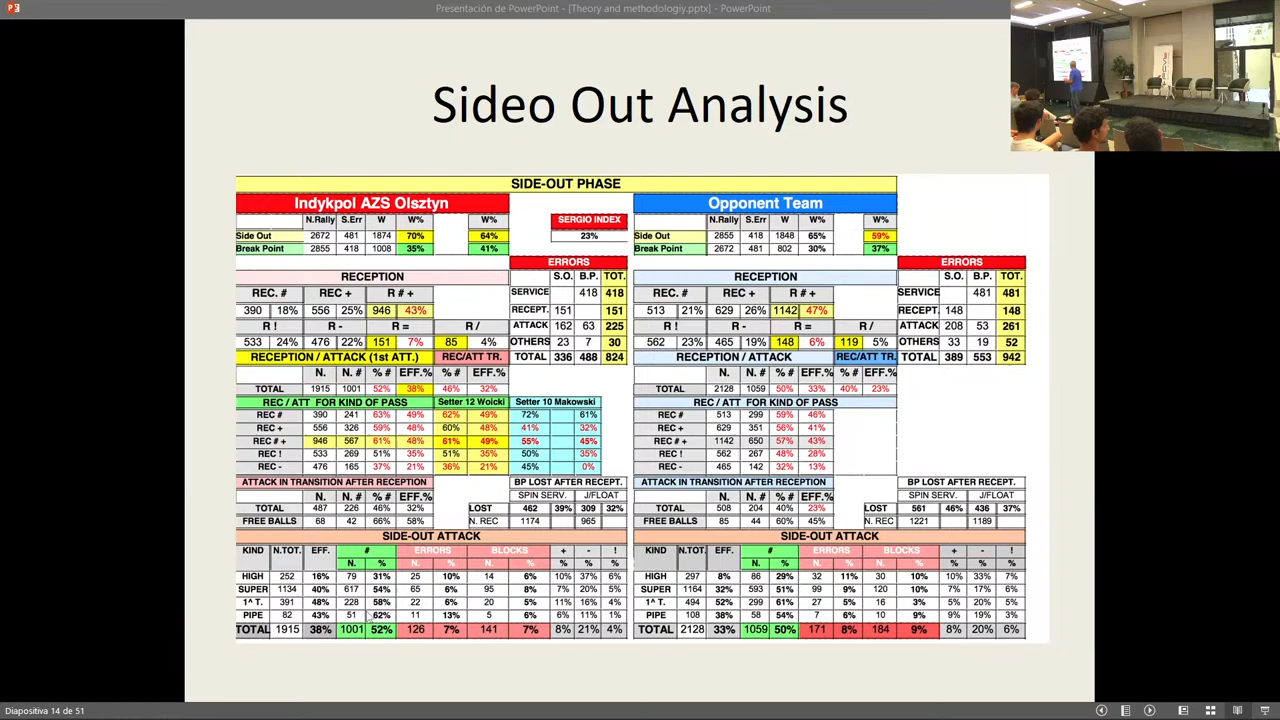 Presentación de PowerPoint - [Theory and methodologiy.pptx] - PowerPoint
Sideo Out Analysis
SIDE-OUT PHASE
Indykpol AZS Olsztyn Opponent Team
N.Rally S.Err W W% W% SERGIO INDEX N.Rally S.Err W W% W%
Side Out 2672 481 1874 70% 64% 23% Side Out 2855 418 1848 65% 59%
Break Point 2855 418 1008 35% 41% Break Point 2672 481 802 30% 37%
ERRORS ERRORS
RECEPTION S.O. B.P. TOT. RECEPTION S.O. B.P. TOT.
REC. # REC + R # + SERVICE 418 418 REC. # REC + R # + SERVICE 481 481
390 18% 556 25% 946 43% RECEPT. 151 151 513 21% 629 26% 1142 47% RECEPT. 148 148
R ! R - R = R / ATTACK 162 63 225 R ! R - R = R / ATTACK 208 53 261
533 24% 476 22% 151 7% 85 4% OTHERS 23 7 30 562 23% 465 19% 148 6% 119 5% OTHERS 33 19 52
RECEPTION / ATTACK (1st ATT.) REC/ATT TR. TOTAL 336 488 824 RECEPTION / ATTACK REC/ATT TR. TOTAL 389 553 942
N. N. # % # EFF.% % # EFF.% N. N. # % # EFF.% % # EFF.%
TOTAL 1915 1001 52% 38% 46% 32% TOTAL 2128 1059 50% 33% 40% 23%
REC / ATT FOR KIND OF PASS Setter 12 Woicki Setter 10 Makowski REC / ATT FOR KIND OF PASS
REC # 390 241 63% 49% 62% 49% 72% 61% REC # 513 299 59% 46%
REC + 556 326 59% 48% 60% 48% 41% 32% REC + 629 351 56% 41%
REC # + 946 567 61% 48% 61% 49% 55% 45% REC # + 1142 650 57% 43%
REC ! 533 269 51% 35% 51% 35% 50% 35% REC ! 562 267 48% 28%
REC - 476 165 37% 21% 36% 21% 45% 0% REC - 465 142 32% 13%
ATTACK IN TRANSITION AFTER RECEPTION BP LOST AFTER RECEPT. ATTACK IN TRANSITION AFTER RECEPTION BP LOST AFTER RECEPT.
N. N. # % # EFF.% SPIN SERV. J/FLOAT N. N. # % # EFF.% SPIN SERV. J/FLOAT
TOTAL 487 226 46% 32% LOST 462 39% 309 32% TOTAL 508 204 40% 23% LOST 561 46% 436 37%
FREE BALLS 68 42 66% 58% N. REC 1174 965 FREE BALLS 85 44 60% 45% N. REC 1221 1189
SIDE-OUT ATTACK SIDE-OUT ATTACK
KIND N.TOT. EFF. # ERRORS BLOCKS + - ! KIND N.TOT. EFF. # ERRORS BLOCKS + - !
N. % N. % N. % % % % N. % N. % N. % % % %
HIGH 252 16% 79 31% 25 10% 14 6% 10% 37% 6% HIGH 297 8% 86 29% 32 11% 30 10% 10% 33% 7%
SUPER 1134 40% 617 54% 65 6% 95 8% 7% 20% 5% SUPER 1164 32% 593 51% 99 9% 120 10% 7% 17% 6%
1^ T. 391 48% 228 58% 22 6% 20 5% 11% 16% 4% 1^ T. 494 52% 299 61% 27 5% 16 3% 9% 17% 5%
PIPE 82 43% 51 62% 11 13% 5 6% 6% 11% 1% PIPE 108 38% 58 54% 7 6% 10 9% 9% 19% 3%
TOTAL 1915 38% 1001 52% 126 7% 141 7% 8% 21% 4% TOTAL 2128 33% 1059 50% 171 8% 184 9% 8% 20% 6%
Diapositiva 14 de 51